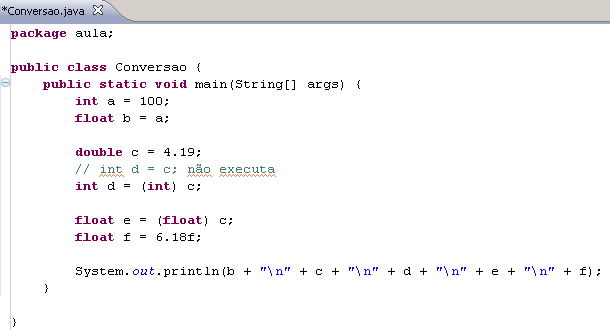 *Conversao.java
package aula;
public class Conversao {
public static void main(String[] args) {
int a = 100;
float b = a;
double c = 4.19;
// int d = c; não executa
int d = (int) c;
float e = (float) c;
float f = 6.18f;
System.out.println(b + "\n" + c + "\n" + d + "\n" + e + "\n" + f);
}
}